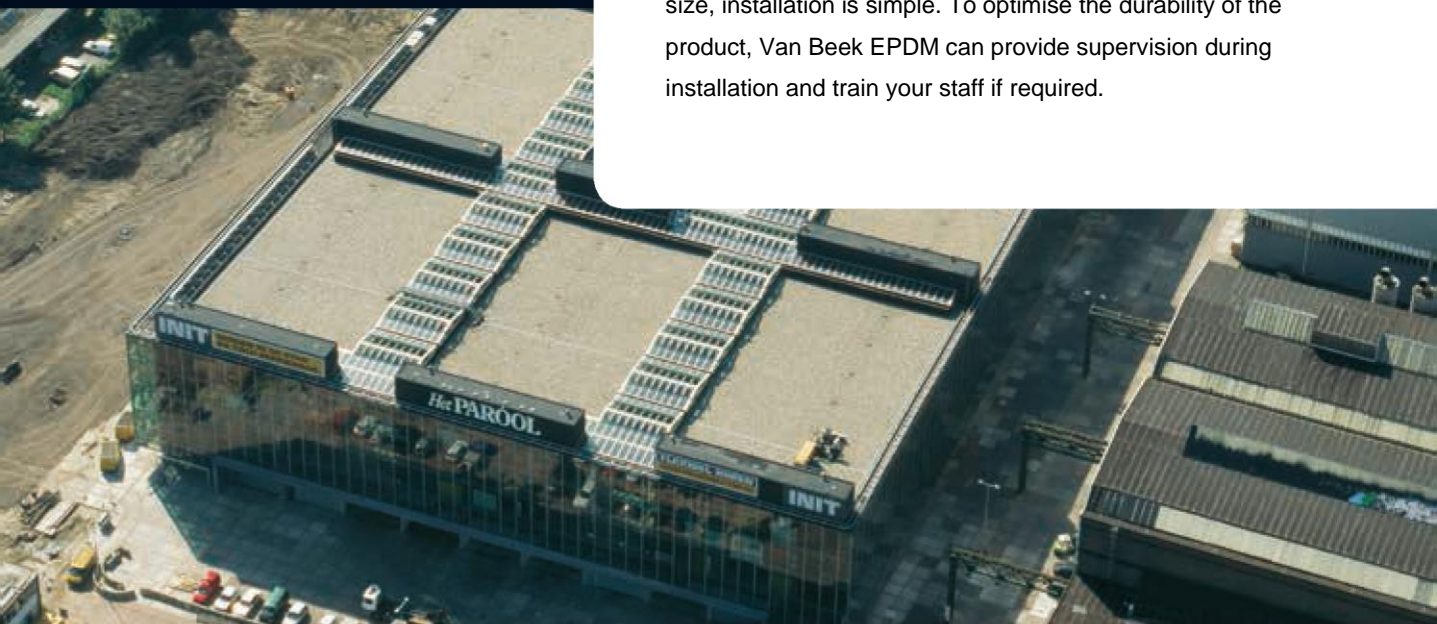 size, installation is simple. To optimise the durability of the
product, Van Beek EPDM can provide supervision during
installation and train your staff if required.
INIT
Het PAROOL
INIT